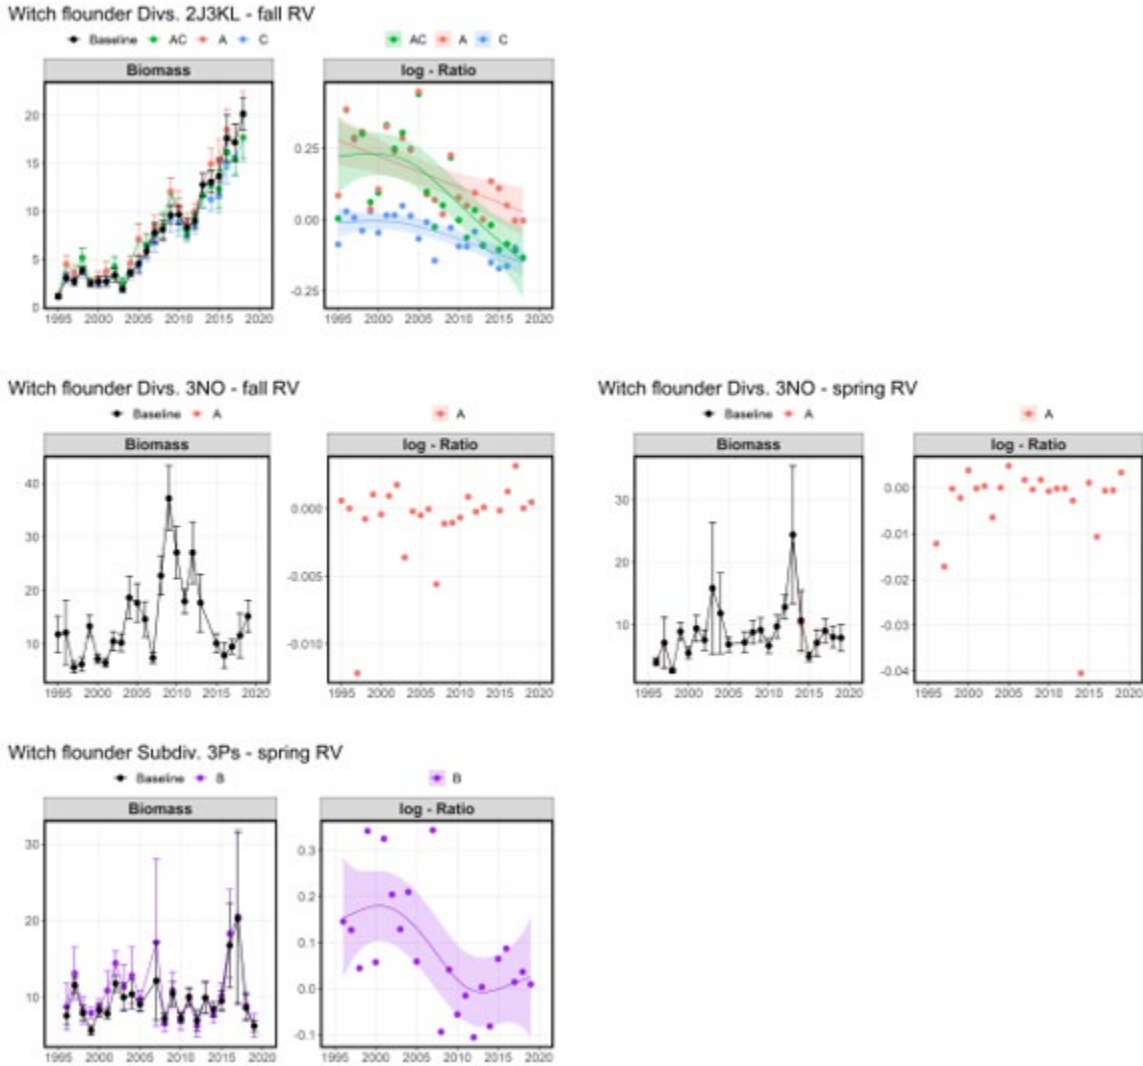 Witch flounder Divs. 2J3KL - fall RV
Baseline AC A C
AC A C
Biomass
log - Ratio
20
15
10
5
0
0.25
0.00
-0.25
1995 2000 2005 2010 2015 2020
1995 2000 2005 2010 2015 2020
Witch flounder Divs. 3NO - fall RV
Baseline A
A
Biomass
log - Ratio
40
30
20
10
0.000
-0.005
-0.010
1995 2000 2005 2010 2015 2020
1995 2000 2005 2010 2015 2020
Witch flounder Divs. 3NO - spring RV
Baseline A
A
Biomass
log - Ratio
30
20
10
0.00
-0.01
-0.02
-0.03
-0.04
1995 2000 2005 2010 2015 2020
1995 2000 2005 2010 2015 2020
Witch flounder Subdiv. 3Ps - spring RV
Baseline B
B
Biomass
log - Ratio
30
20
10
0.3
0.2
0.1
0.0
-0.1
1995 2000 2005 2010 2015 2020
1995 2000 2005 2010 2015 2020